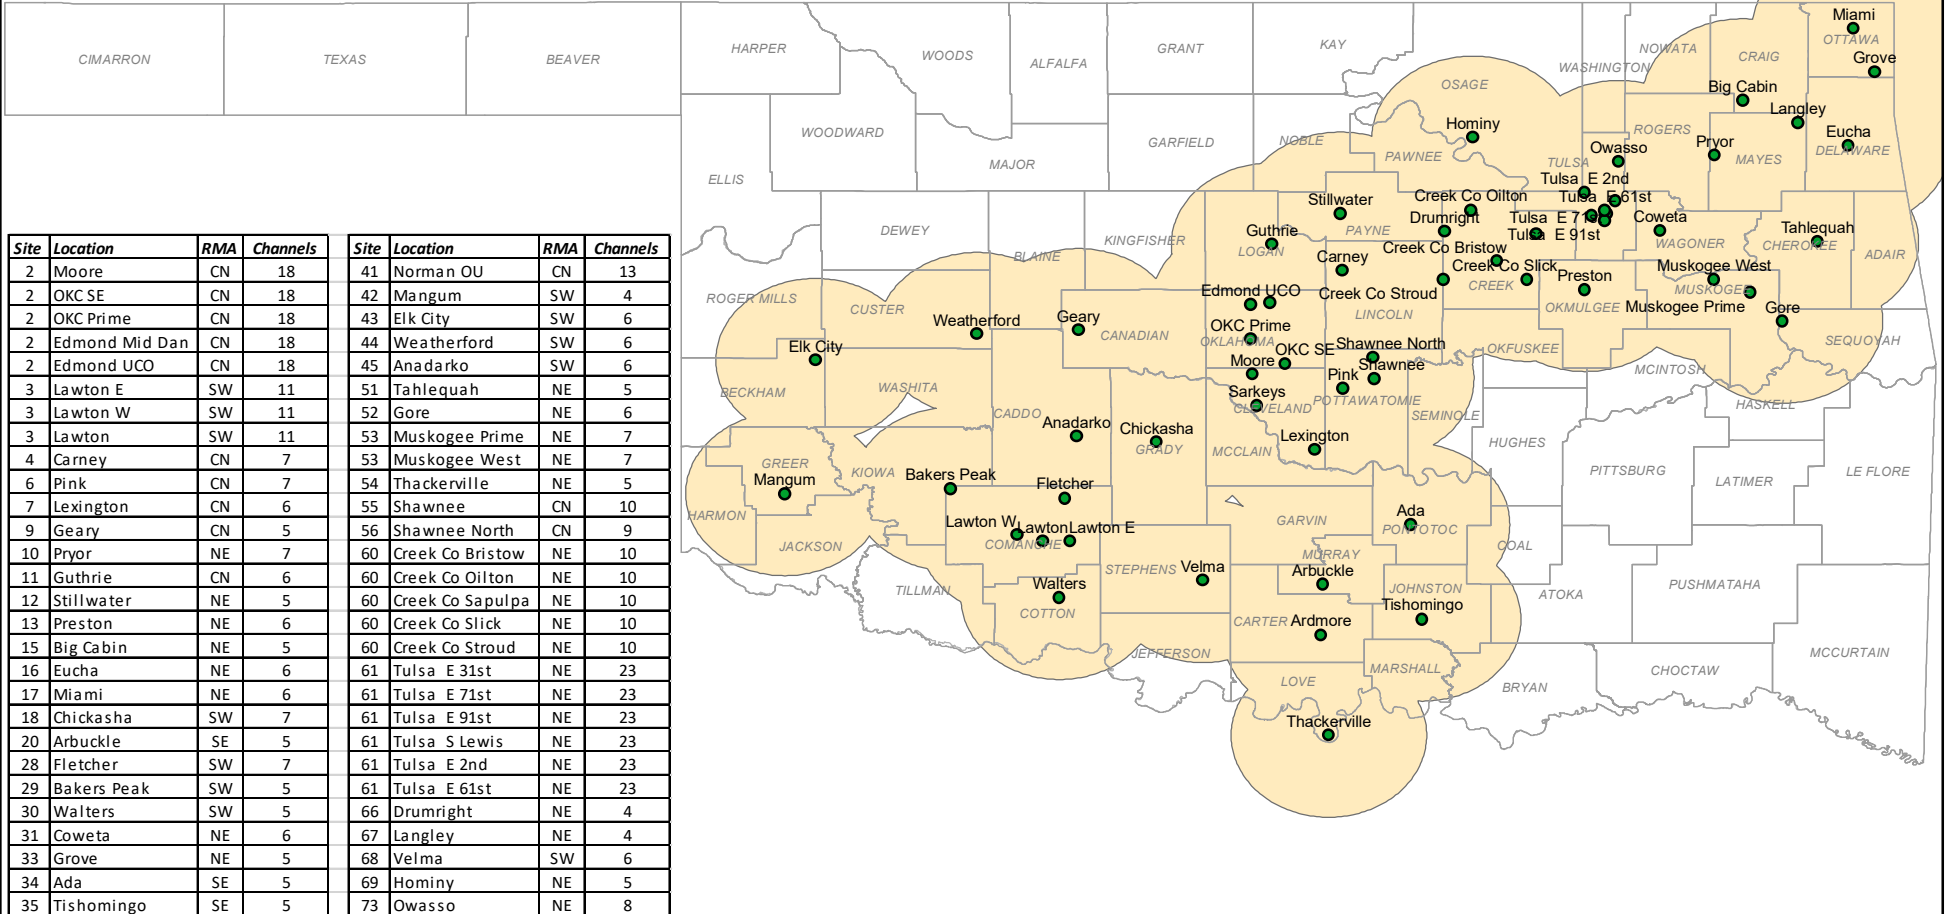 Site Location RMA Channels
2 Moore CN 18
2 OKC SE CN 18
2 OKC Prime CN 18
2 Edmond Mid Dan CN 18
2 Edmond UCO CN 18
3 Lawton E SW 11
3 Lawton W SW 11
3 Lawton SW 11
4 Carney CN 7
6 Pink CN 7
7 Lexington CN 10
9 Geary CN 5
10 Pryor NE 7
11 Guthrie CN 6
12 Stillwater NE 5
13 Preston NE 6
15 Big Cabin NE 5
16 Eucha NE 6
17 Miami NE 6
18 Chickasha SW 7
20 Arbuckle SE 5
28 Fletcher SW 7
29 Bakers Peak SW 5
30 Walters SW 5
31 Coweta NE 6
33 Grove NE 5
34 Ada SE 5
35 Tishomingo SE 5
Site Location RMA Channels
41 Norman OU CN 13
42 Mangum SW 4
43 Elk City SW 6
44 Weatherford SW 6
45 Anadarko SW 6
51 Tahlequah NE 5
52 Gore NE 6
53 Muskogee Prime NE 7
53 Muskogee West NE 7
54 Thackerville NE 5
55 Shawnee CN 10
56 Shawnee North CN 9
60 Creek Co Bristow NE 10
60 Creek Co Oilton NE 10
60 Creek Co Sapulpa NE 10
60 Creek Co Slick NE 10
60 Creek Co Stroud NE 10
61 Tulsa E 31st NE 23
61 Tulsa E 71st NE 23
61 Tulsa E 91st NE 23
61 Tulsa S Lewis NE 23
61 Tulsa E 2nd NE 23
61 Tulsa E 61st NE 23
66 Drumright NE 4
67 Langley NE 4
68 Velma SW 6
69 Hominy NE 5
73 Owasso NE 8
CIMARRON
TEXAS
BEAVER
HARPER
WOODS
ALFALFA
GRANT
KAY
OSAGE
WASHINGTON
NOWATA
CRAIG
Miami
OTTAWA
Grove
Big Cabin
Langley
Eucha
DELAWARE
Hominy
WOODWARD
MAJOR
GARFIELD
NOBLE
PAWNEE
ROGERS
Pryor
MAYES
Owasso
TULSA
Tulsa E 2nd
Tulsa E 61st
Tulsa E 71st
Tulsa E 91st
ELLIS
DEWEY
BLAINE
KINGFISHER
Stillwater
PAYNE
Guthrie
LOGAN
Creek Co Oilton
Drumright
Creek Co Bristow
Creek Co Slick
CREEK
Creek Co Stroud
Carney
LINCOLN
Coweta
WAGONER
Tahlequah
CHEROKEE
ADAIR
Preston
OKMULGEE
Muskogee West
MUSKOGEE
Muskogee Prime
Gore
SEQUOYAH
ROGER MILLS
CUSTER
Weatherford
Geary
CANADIAN
Edmond UCO
OKC Prime
OKLAHOMA
Moore
OKC SE
Shawnee North
Shawnee
Pink
POTTAWATOMIE
Sarkeys
CLEVELAND
SEMINOLE
OKFUSKEE
MCINTOSH
HASKELL
Elk City
BECKHAM
WASHITA
CADDO
Anadarko
Chickasha
GRADY
MCCLAIN
Lexington
HUGHES
PITTSBURG
LATIMER
LE FLORE
GREER
Mangum
HARMON
JACKSON
KIOWA
Bakers Peak
Fletcher
Lawton W
Lawton
Lawton E
COMANCHE
TILLMAN
Walters
COTTON
STEPHENS
Velma
GARVIN
MURRAY
Arbuckle
Ada
PONTOTOC
COAL
JOHNSTON
Tishomingo
ATOKA
PUSHMATAHA
CARTER
Ardmore
JEFFERSON
LOVE
MARSHALL
BRYAN
CHOCTAW
MCCURTAIN
Thackerville